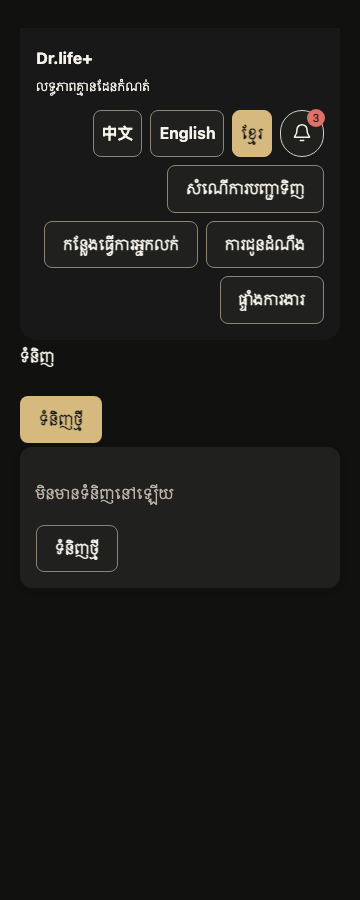 Dr.life+
លទ្ធភាពគ្មានដែនកំណត់
中文 English ខ្មែរ 3
សំណើការបញ្ជាទិញ
កន្លែងធ្វើការអ្នកលក់ ការជូនដំណឹង
ផ្ទាំងការងារ
ទំនិញ
ទំនិញថ្មី
មិនមានទំនិញនៅឡើយ
ទំនិញថ្មី